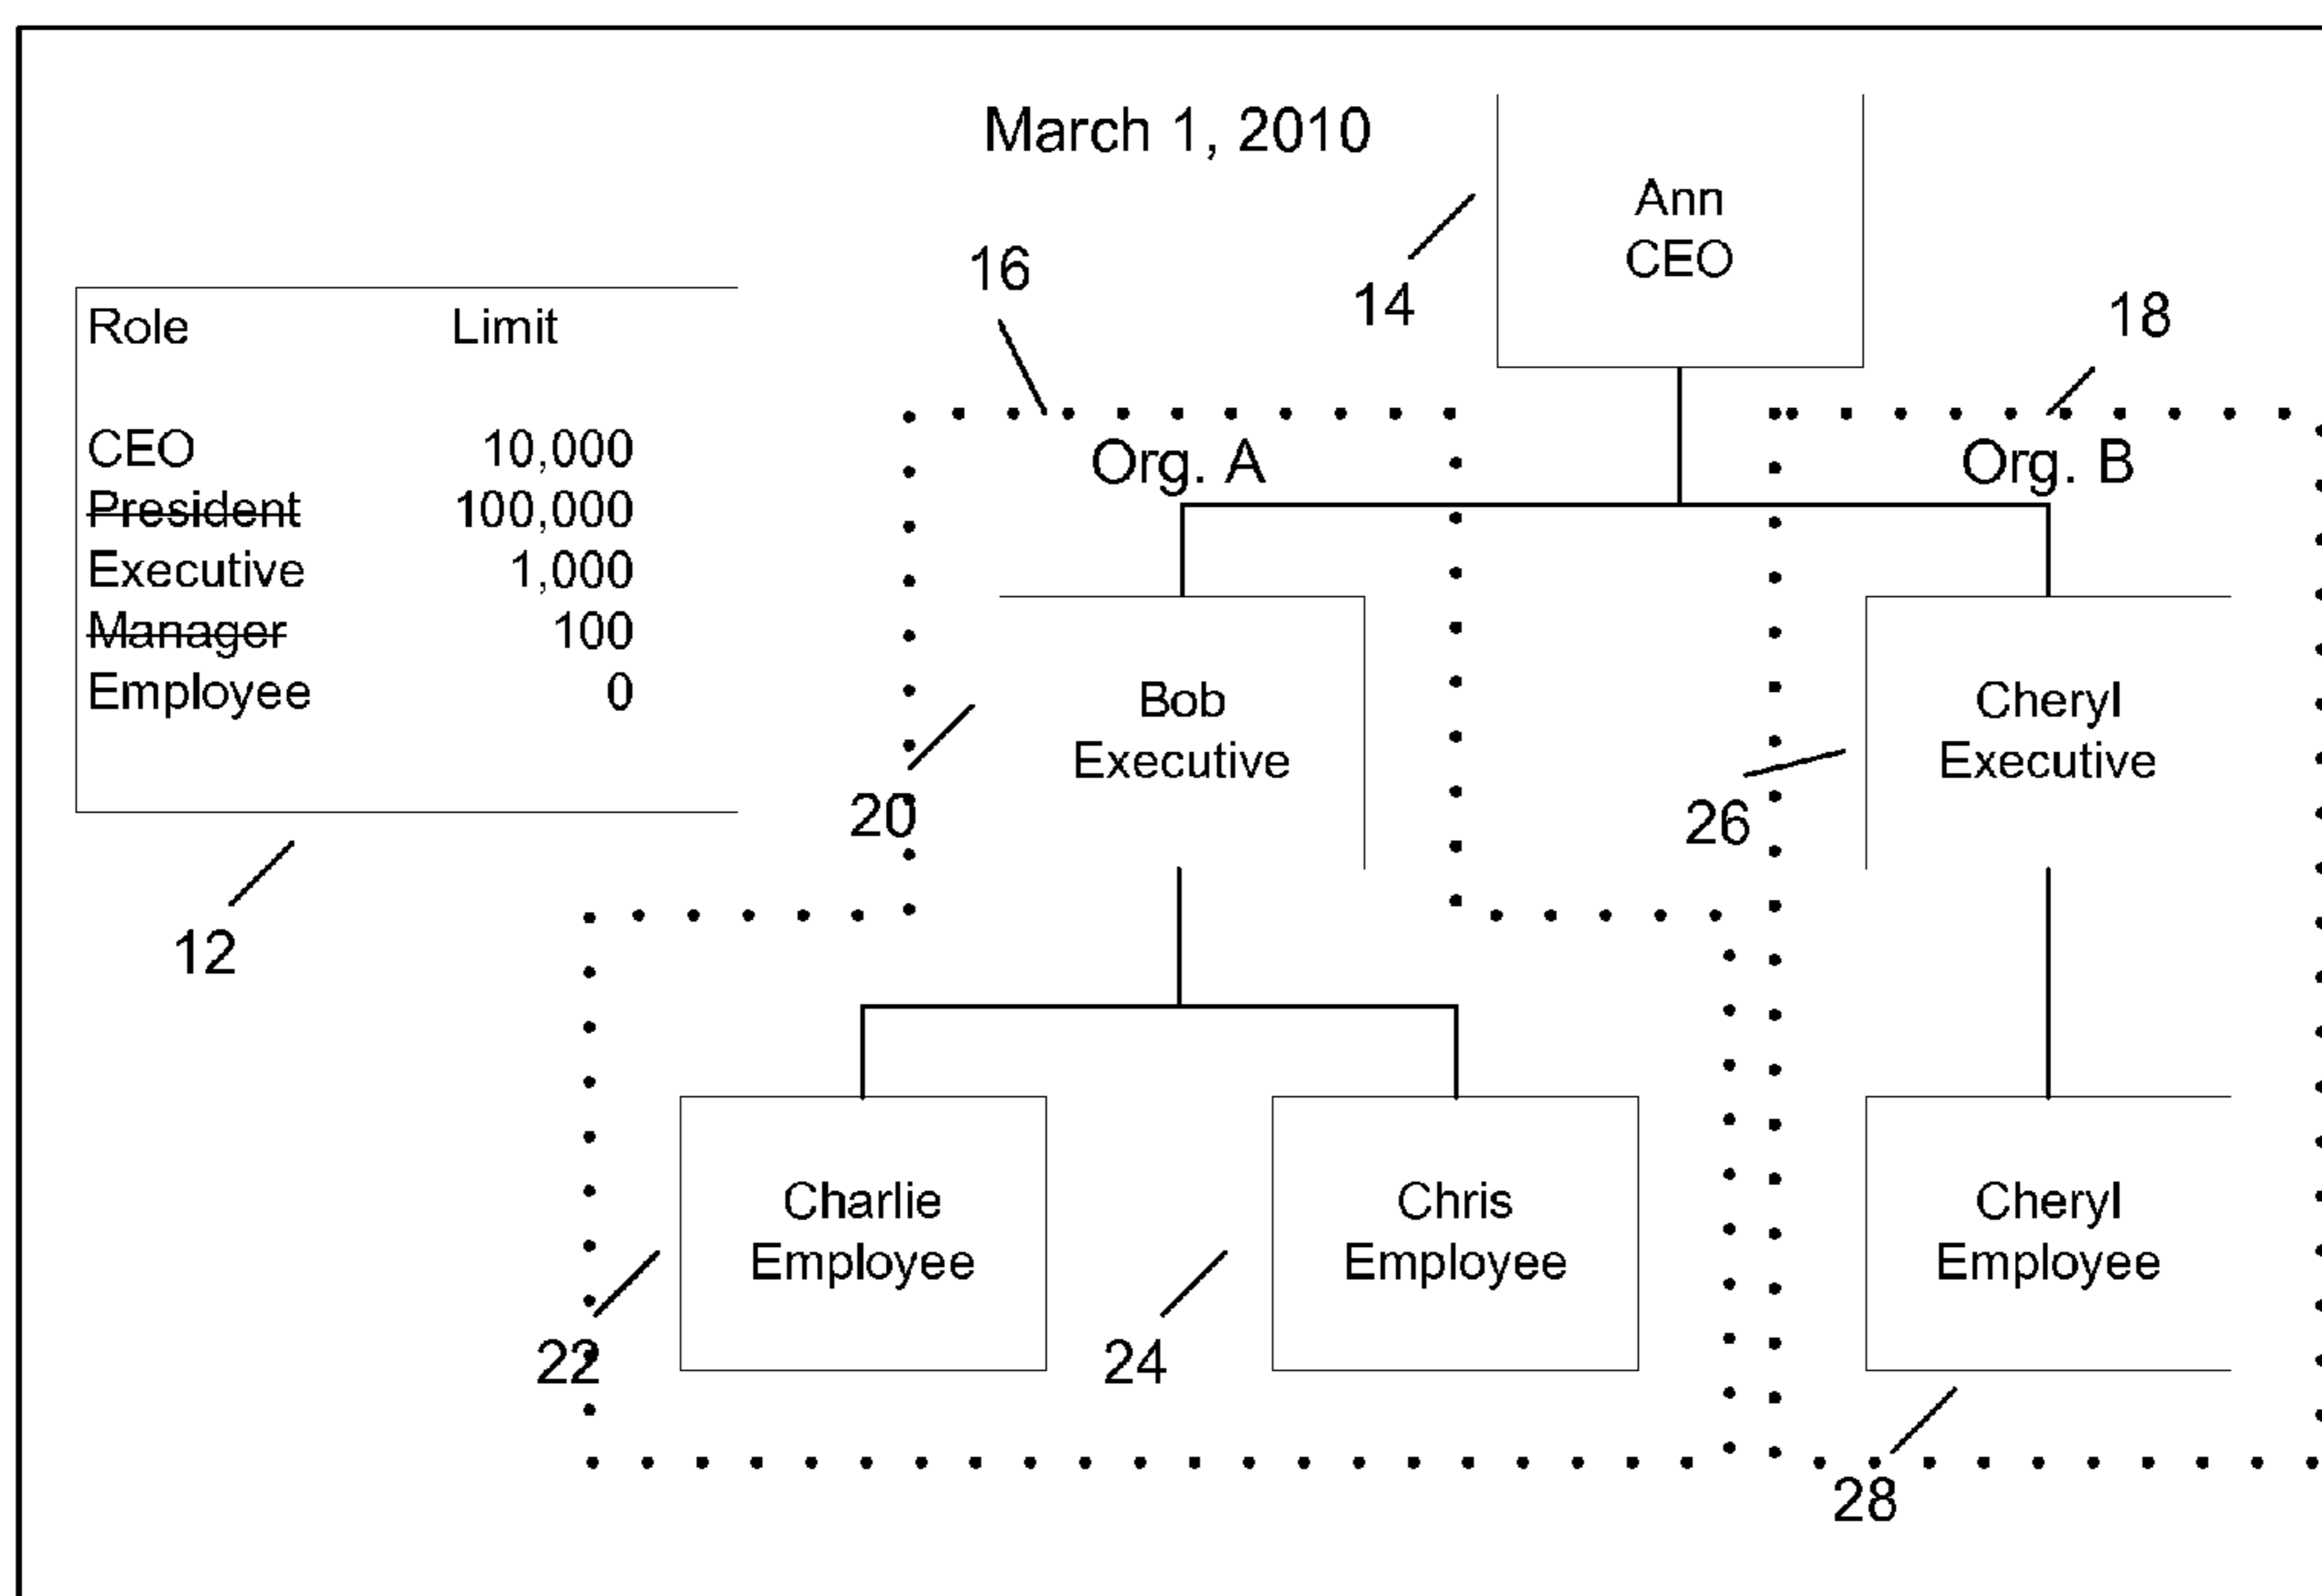 March 1, 2010
Ann
CEO
14
16
18
Role Limit
CEO 10,000
President 100,000
Executive 1,000
Manager 100
Employee 0
12
Org. A
Org. B
Bob
Executive
20
Cheryl
Executive
26
Charlie
Employee
22
Chris
Employee
24
Cheryl
Employee
28